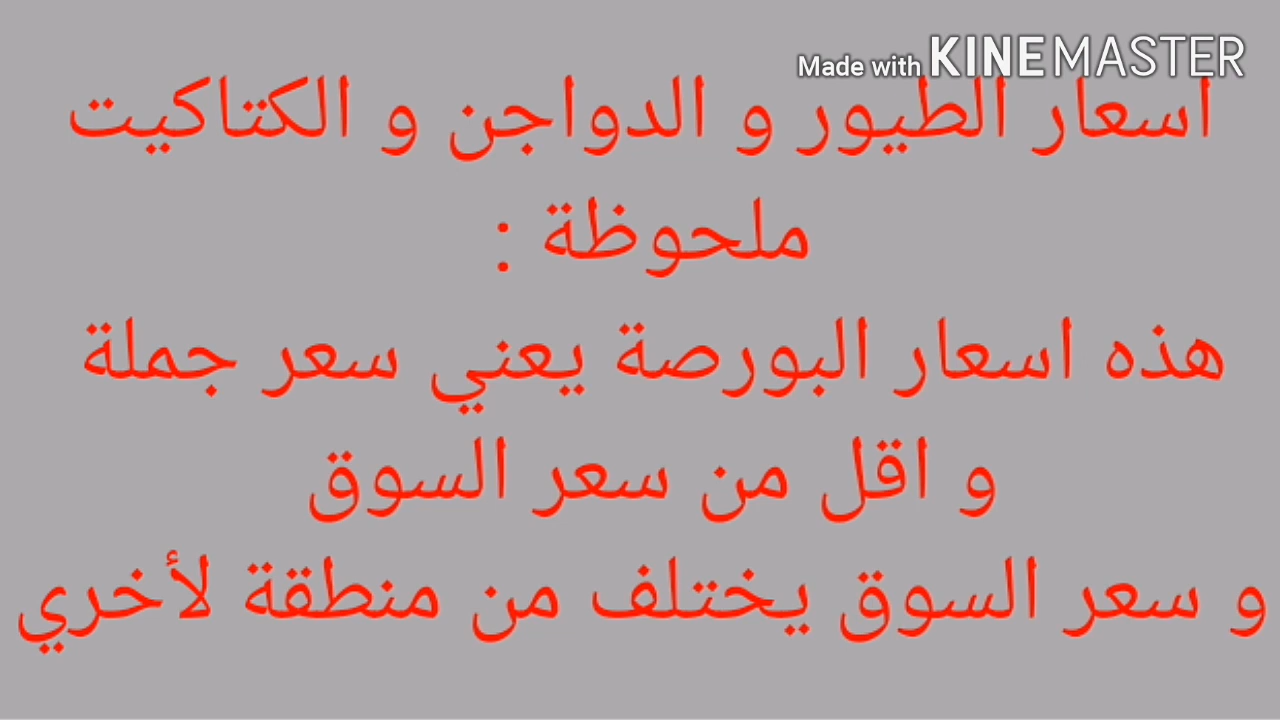 Made with KINEMASTER
اسعار الطيور و الدواجن و الكتاكيت
ملحوظة :
هذه اسعار البورصة يعني سعر جملة
و اقل من سعر السوق
و سعر السوق يختلف من منطقة لأخري